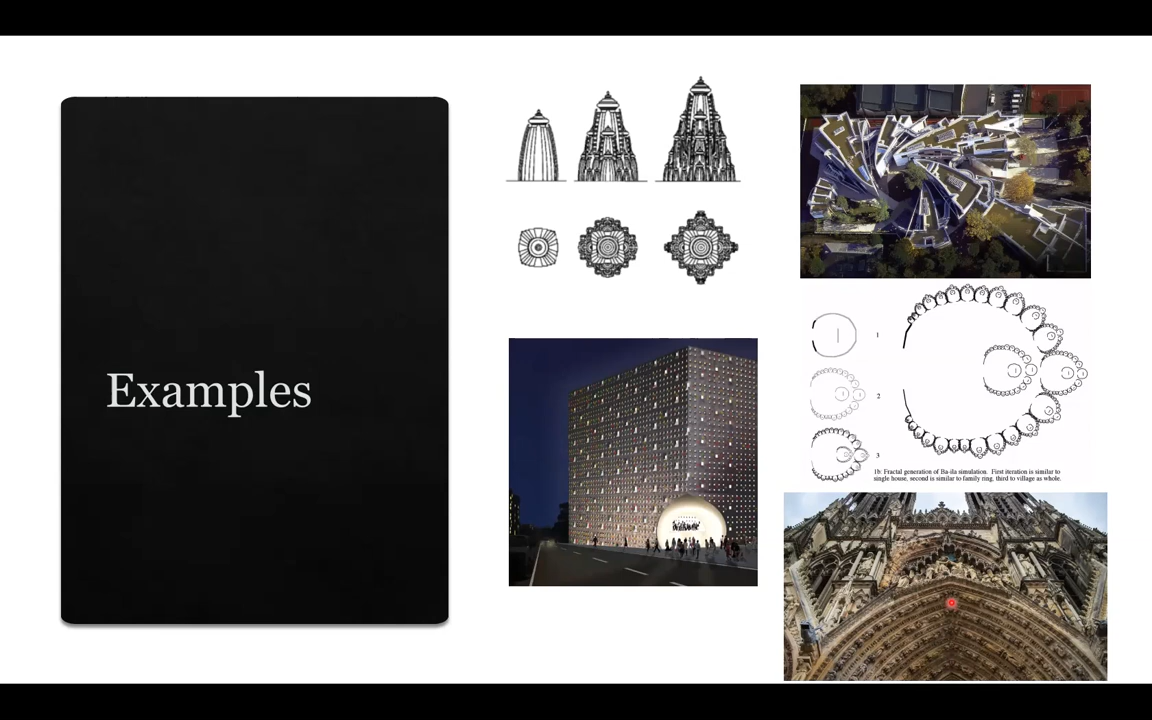 Examples
1
2
3
1b: Fractal generation of Ba-ila simulation. First iteration is similar to
single house, second is similar to family ring, third to village as whole.